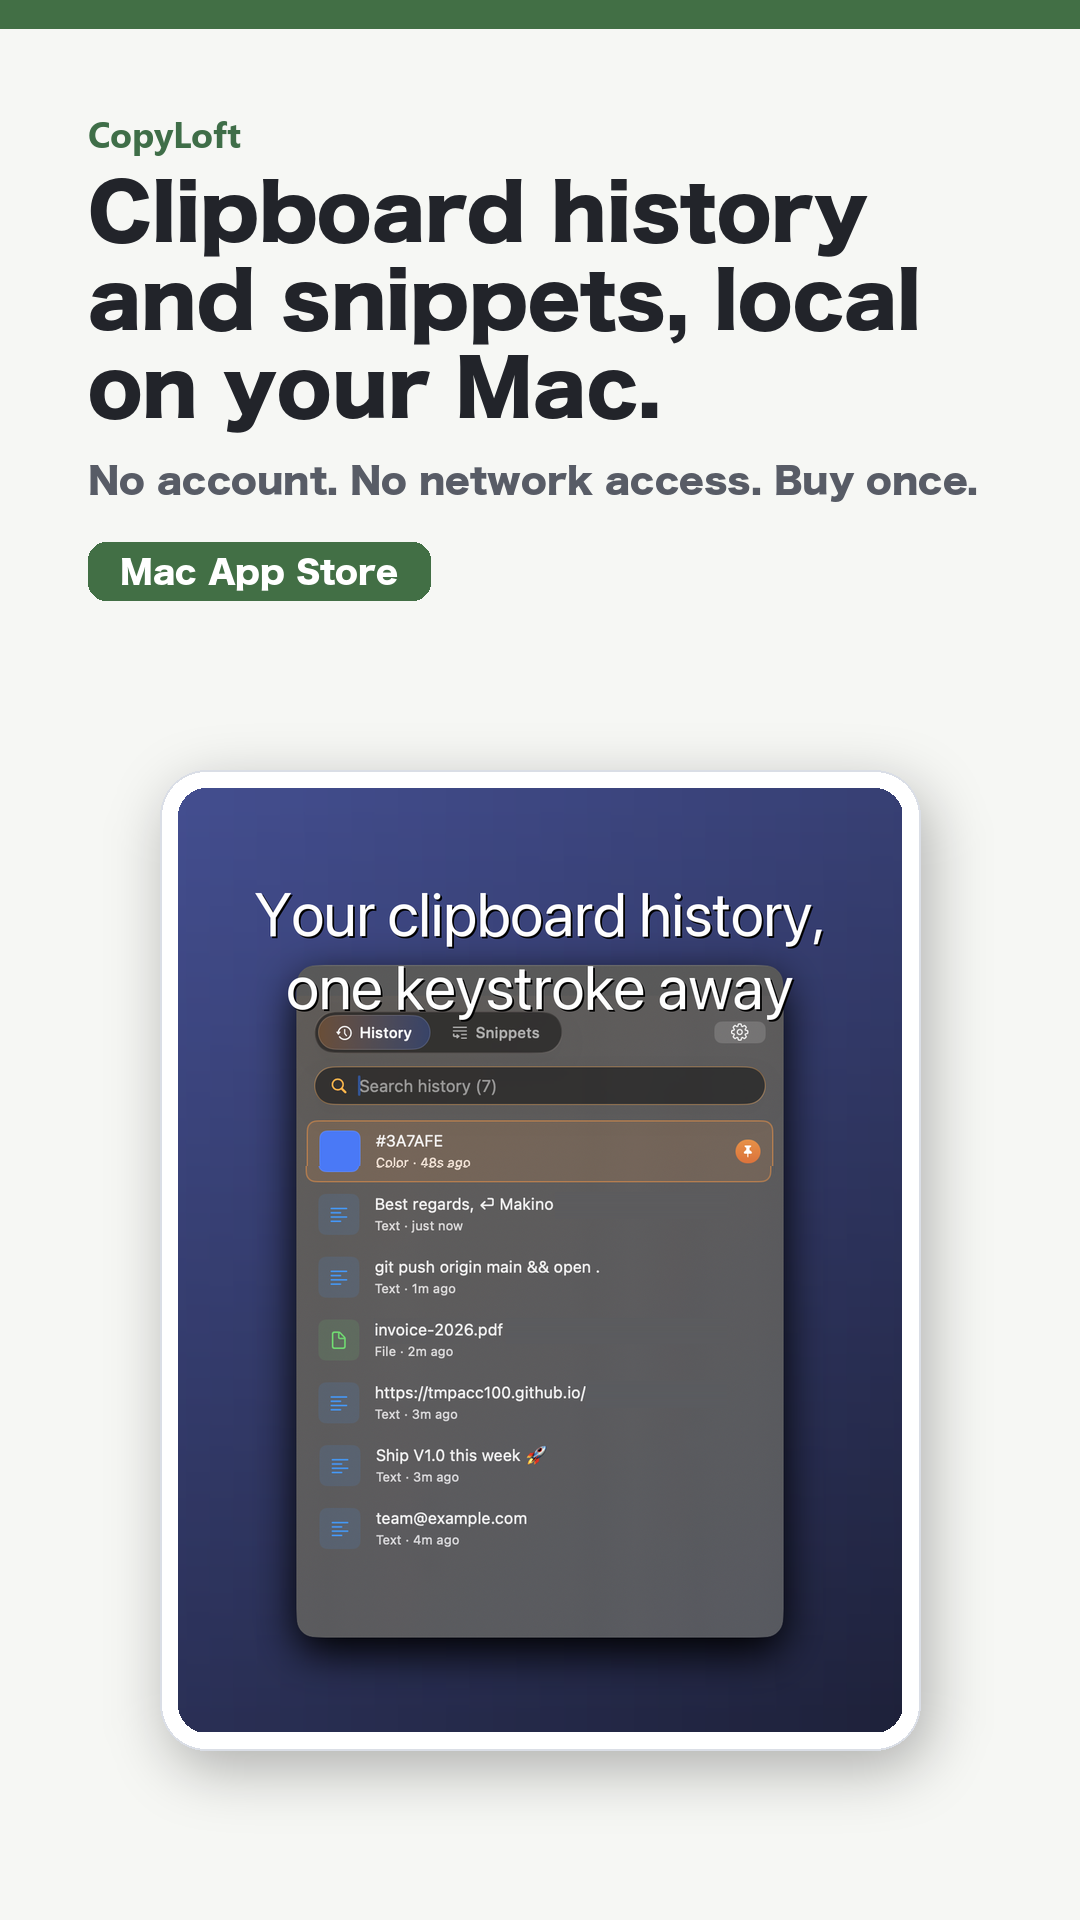 CopyLoft
Clipboard history
and snippets, local
on your Mac.
No account. No network access. Buy once.
Mac App Store
Your clipboard history,
one keystroke away
History
Snippets
Search history (7)
#3A7AFE
Color · 48s ago
Best regards, ⏎ Makino
Text · just now
git push origin main && open .
Text · 1m ago
invoice-2026.pdf
File · 2m ago
https://tmpacc100.github.io/
Text · 3m ago
Ship V1.0 this week 🚀
Text · 3m ago
team@example.com
Text · 4m ago